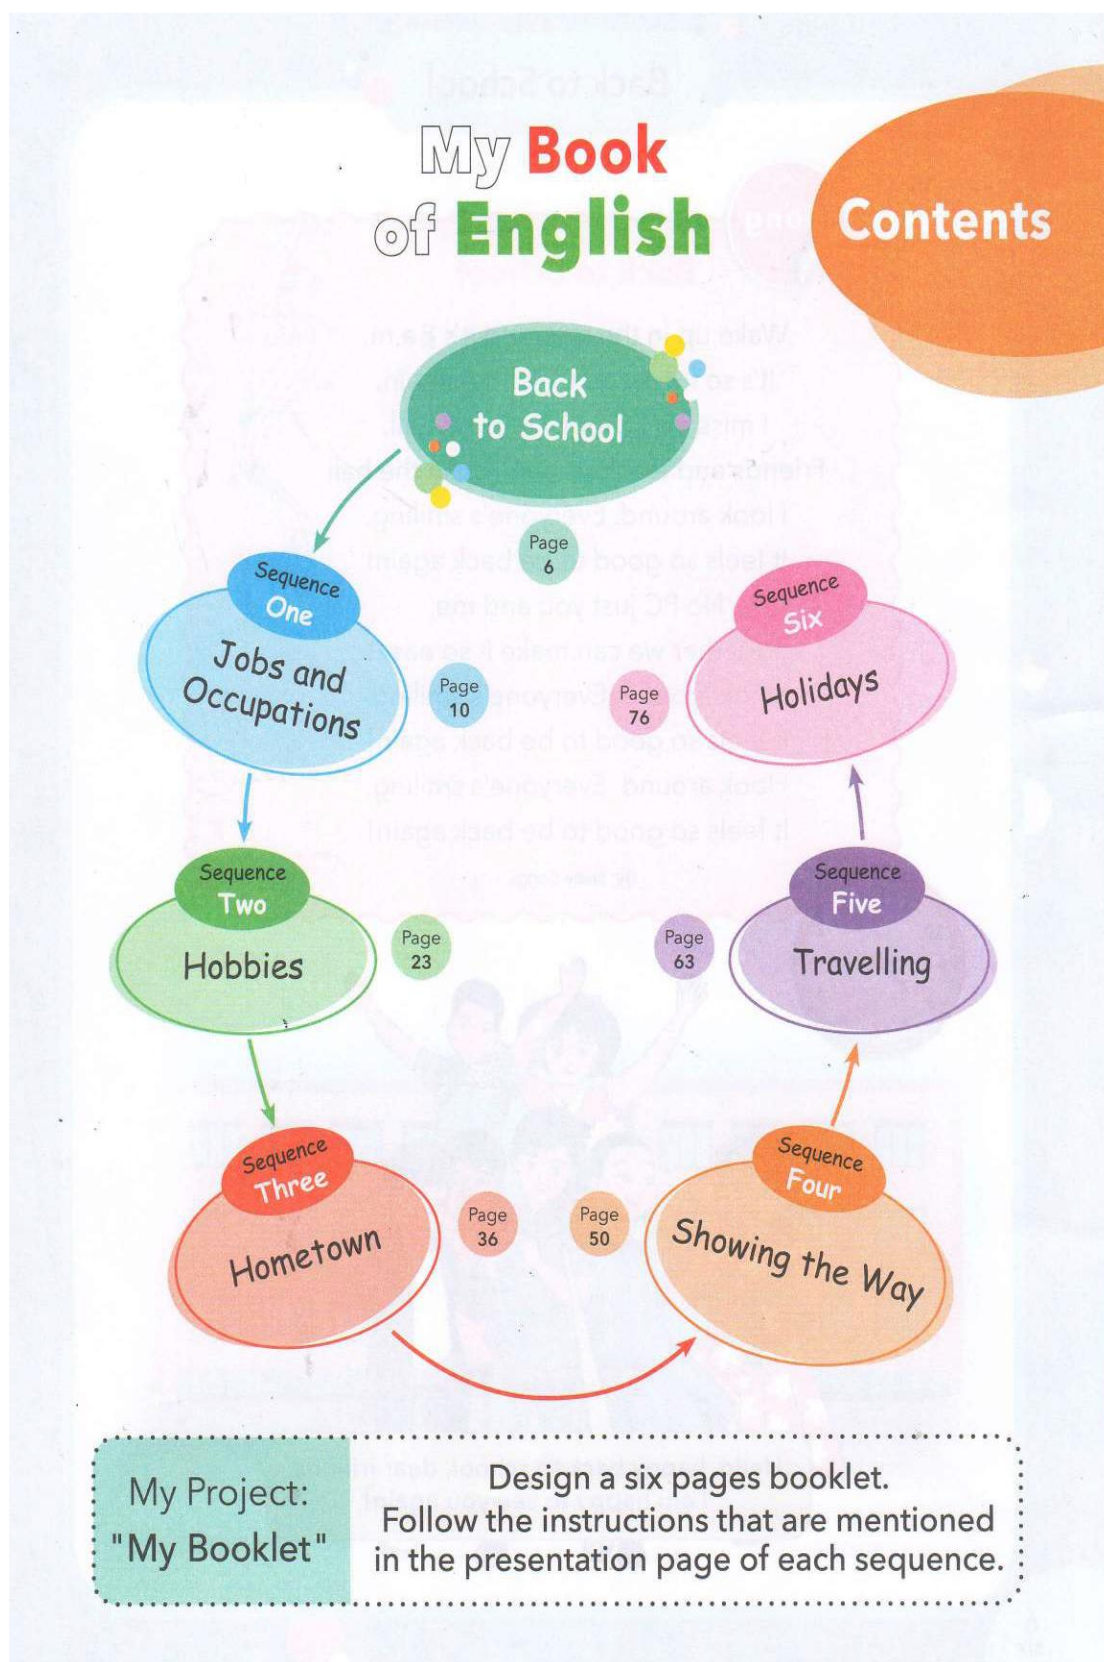 My Book
of English
Contents
Back
to School
Page
6
Sequence
One
Jobs and
Occupations
Page
10
Sequence
Two
Hobbies
Page
23
Sequence
Three
Hometown
Page
36
Sequence
Four
Showing the Way
Page
50
Sequence
Five
Travelling
Page
63
Sequence
Six
Holidays
Page
76
My Project:
"My Booklet"
Design a six pages booklet.
Follow the instructions that are mentioned
in the presentation page of each sequence.